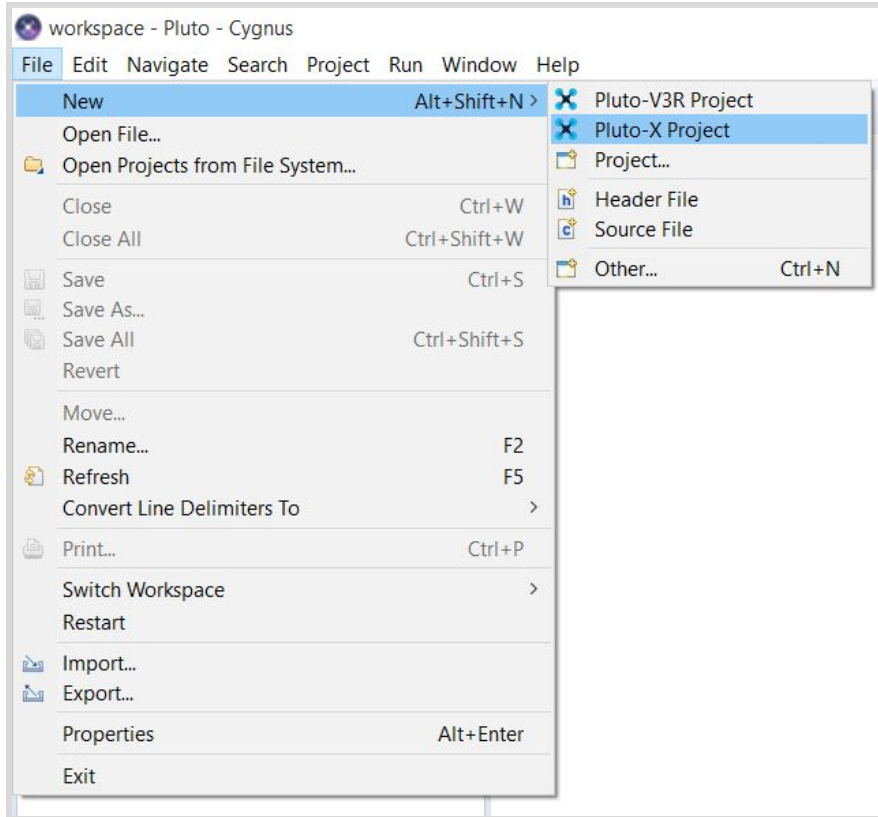 workspace - Pluto - Cygnus
File Edit Navigate Search Project Run Window Help
New Alt+Shift+N >
Open File...
Open Projects from File System...
Close Ctrl+W
Close All Ctrl+Shift+W
Save Ctrl+S
Save As...
Save All Ctrl+Shift+S
Revert
Move...
Rename... F2
Refresh F5
Convert Line Delimiters To >
Print... Ctrl+P
Switch Workspace >
Restart
Import...
Export...
Properties Alt+Enter
Exit
Pluto-V3R Project
Pluto-X Project
Project...
h Header File
c Source File
Other... Ctrl+N